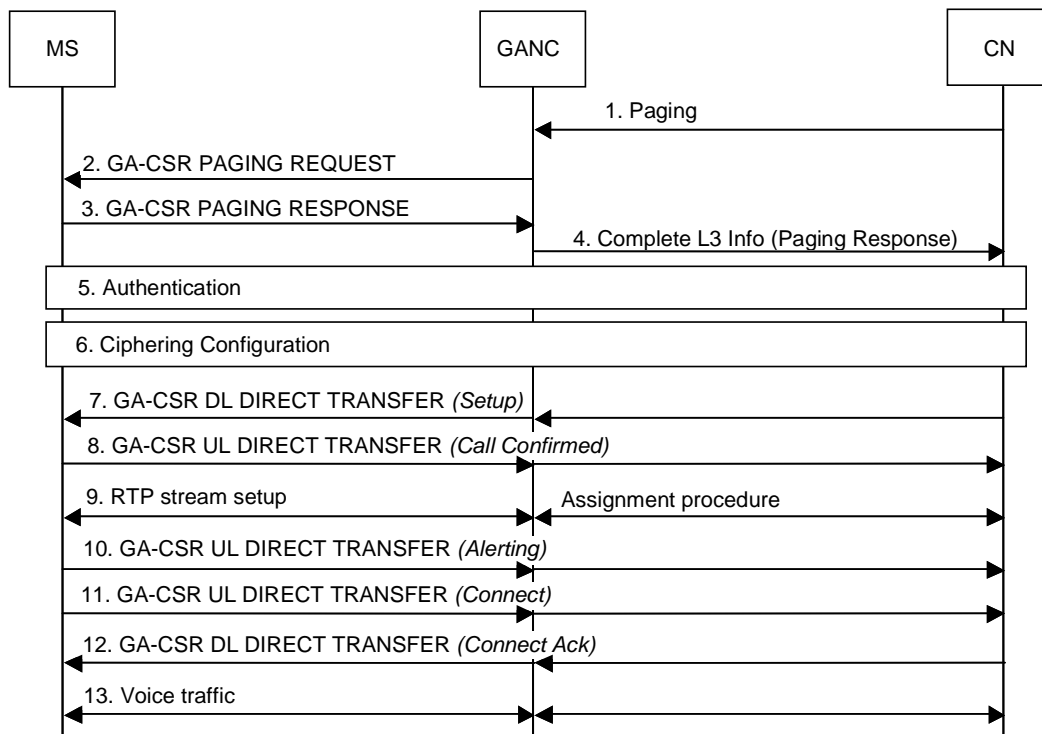 MS
GANC
CN
1. Paging
2. GA-CSR PAGING REQUEST
3. GA-CSR PAGING RESPONSE
4. Complete L3 Info (Paging Response)
5. Authentication
6. Ciphering Configuration
7. GA-CSR DL DIRECT TRANSFER (Setup)
8. GA-CSR UL DIRECT TRANSFER (Call Confirmed)
9. RTP stream setup
Assignment procedure
10. GA-CSR UL DIRECT TRANSFER (Alerting)
11. GA-CSR UL DIRECT TRANSFER (Connect)
12. GA-CSR DL DIRECT TRANSFER (Connect Ack)
13. Voice traffic